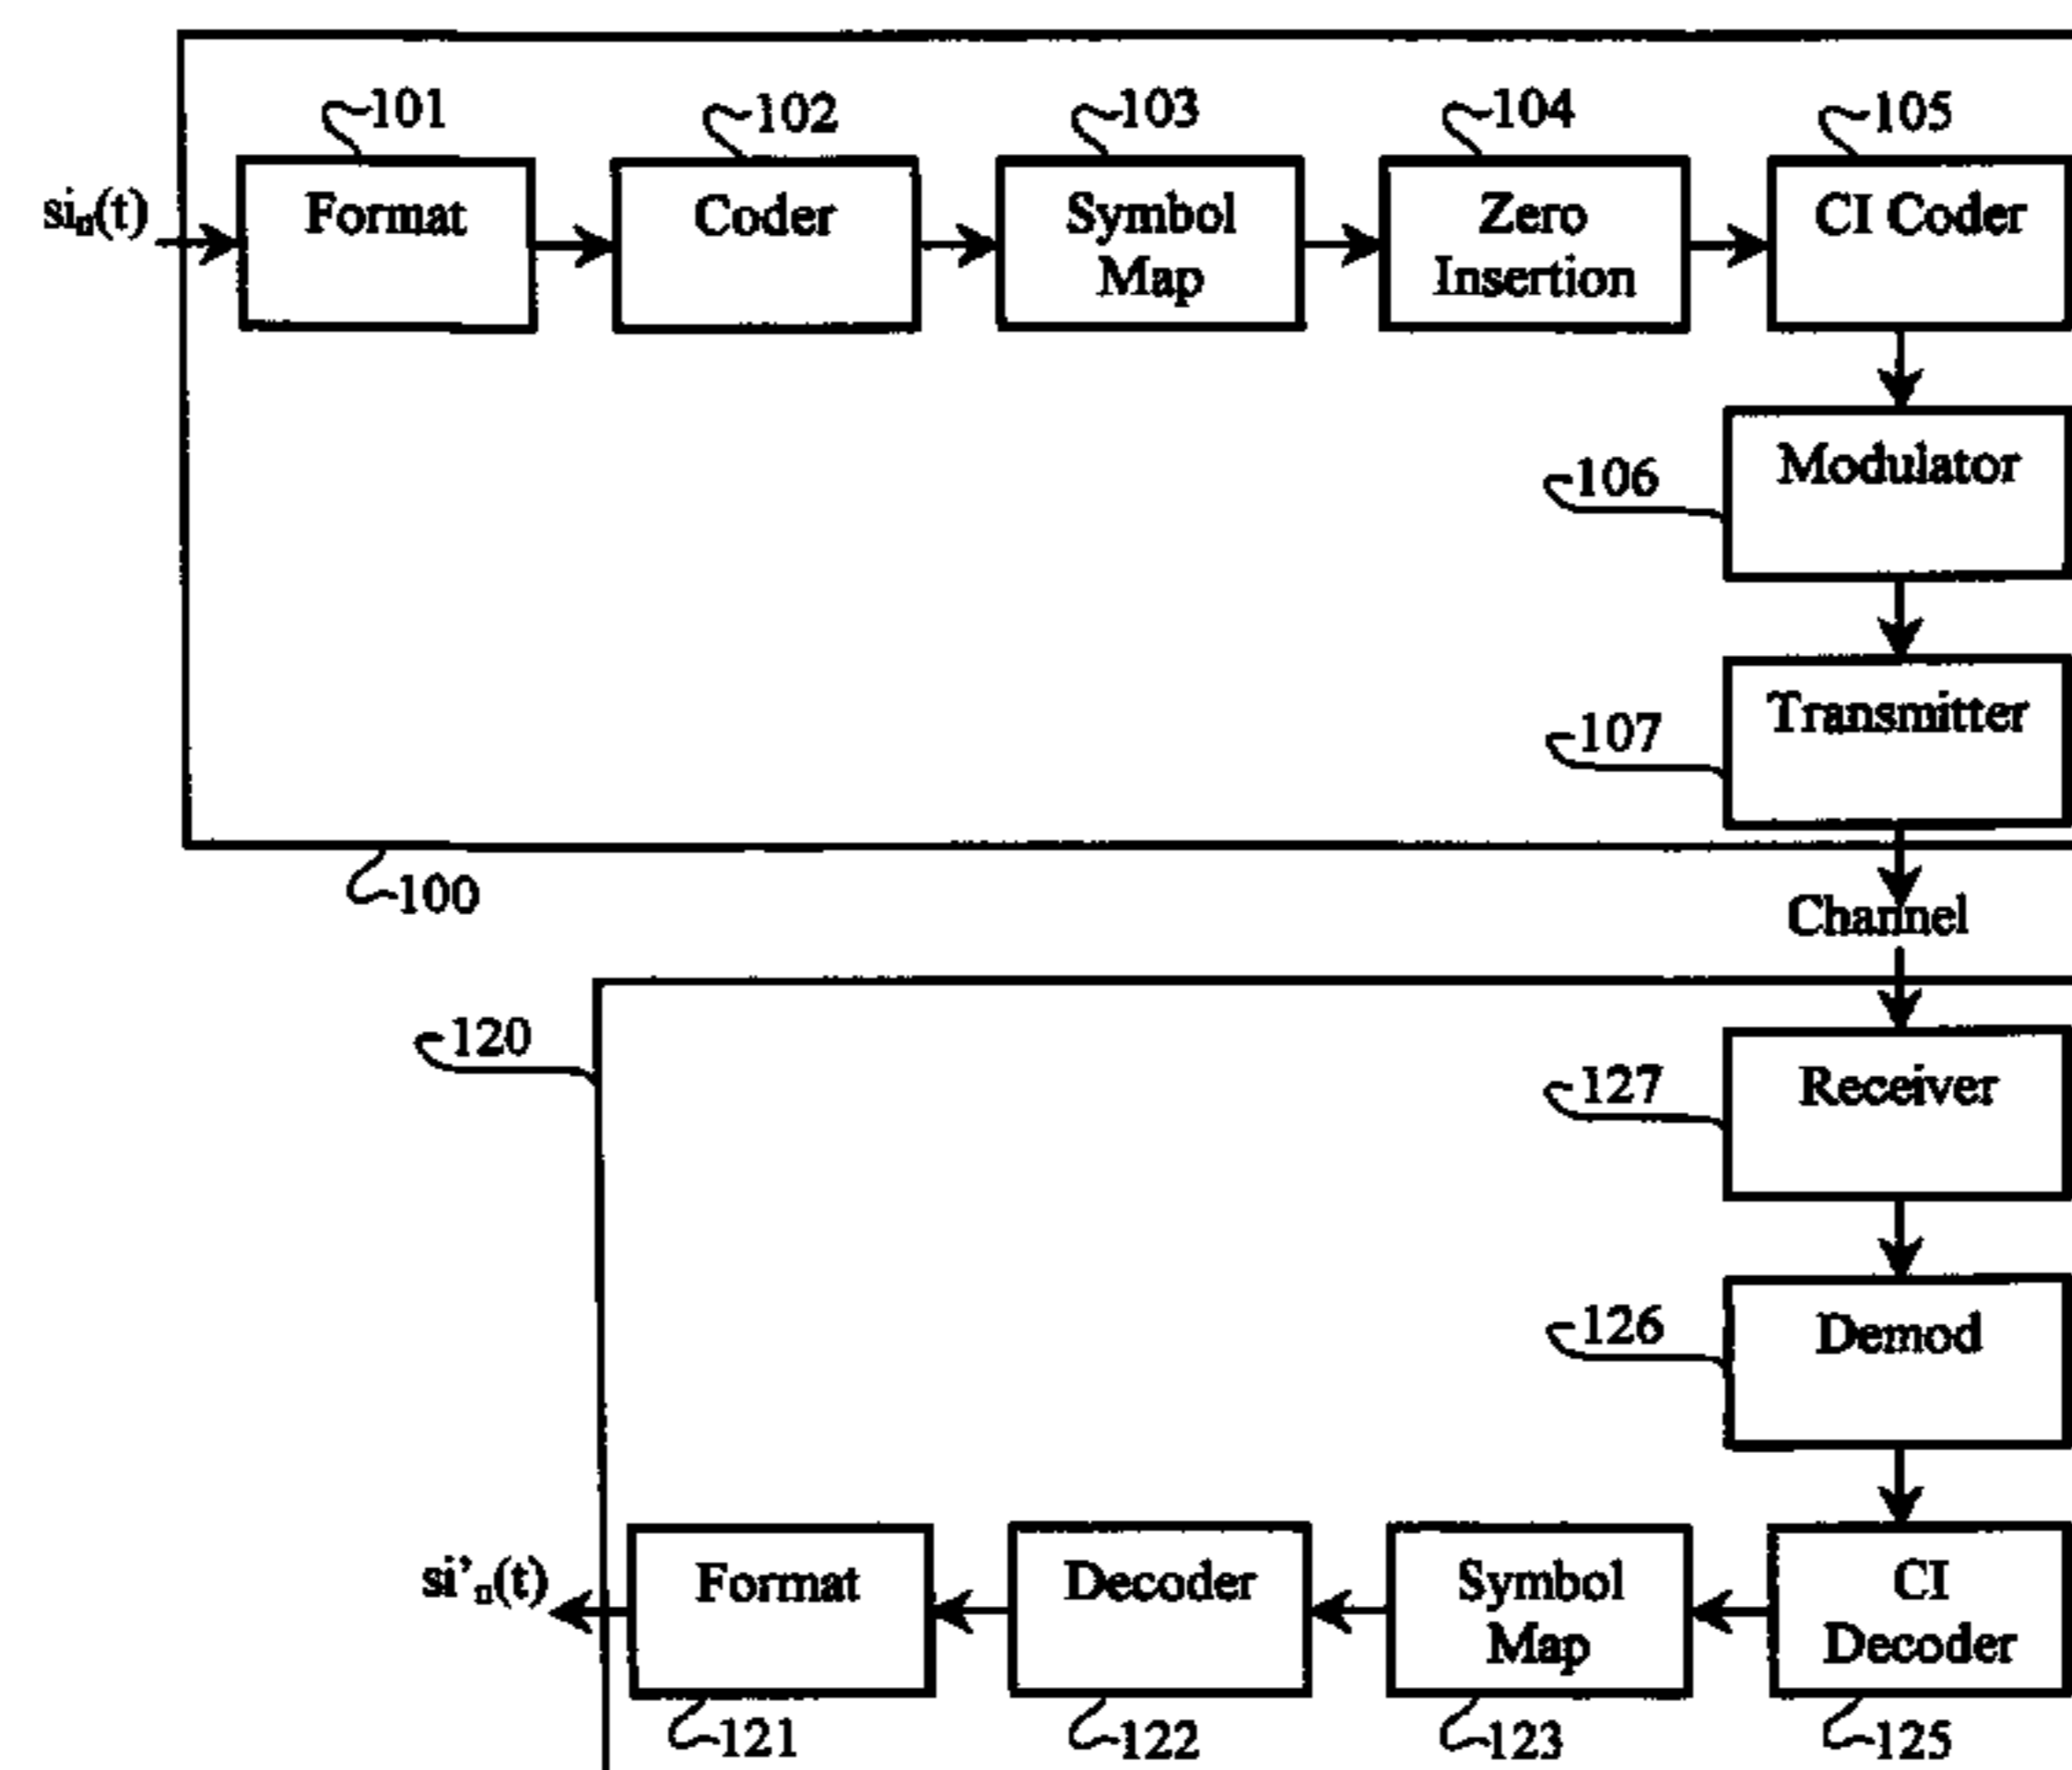 101 102 103 104 105
siₙ(t) Format Coder Symbol Map Zero Insertion CI Coder
106 Modulator
107 Transmitter
100
Channel
120
127 Receiver
126 Demod
si’ₙ(t) Format Decoder Symbol Map CI Decoder
121 122 123 125